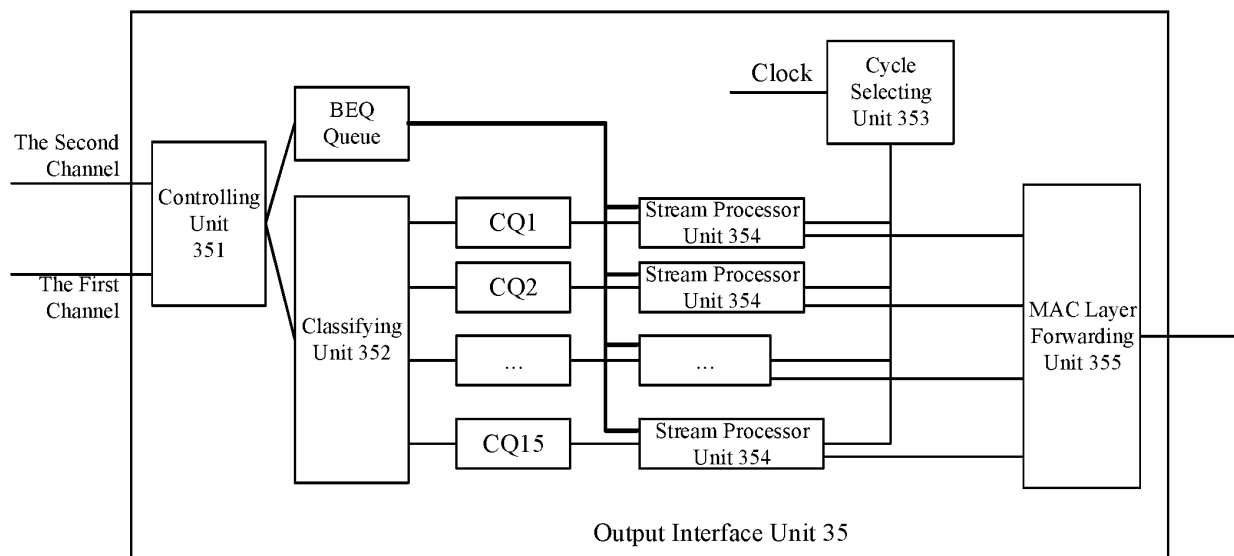 The Second
Channel
The First
Channel
Controlling
Unit
351
BEQ
Queue
Classifying
Unit 352
CQ1
CQ2
...
CQ15
Clock
Cycle
Selecting
Unit 353
Stream Processor
Unit 354
Stream Processor
Unit 354
...
Stream Processor
Unit 354
MAC Layer
Forwarding
Unit 355
Output Interface Unit 35